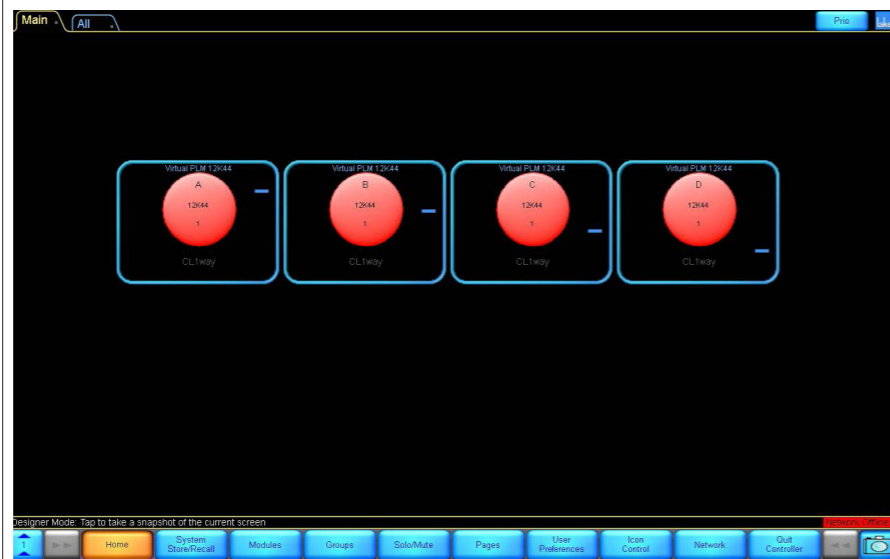 Main
All
Prio
Virtual PLM 12K44
A
12K44
1
CL1way
Virtual PLM 12K44
B
12K44
1
CL1way
Virtual PLM 12K44
C
12K44
1
CL1way
Virtual PLM 12K44
D
12K44
1
CL1way
Designer Mode: Tap to take a snapshot of the current screen
Network Offline
1
Home
System
Store/Recall
Modules
Groups
Solo/Mute
Pages
User
Preferences
Icon
Control
Network
Quit
Controller